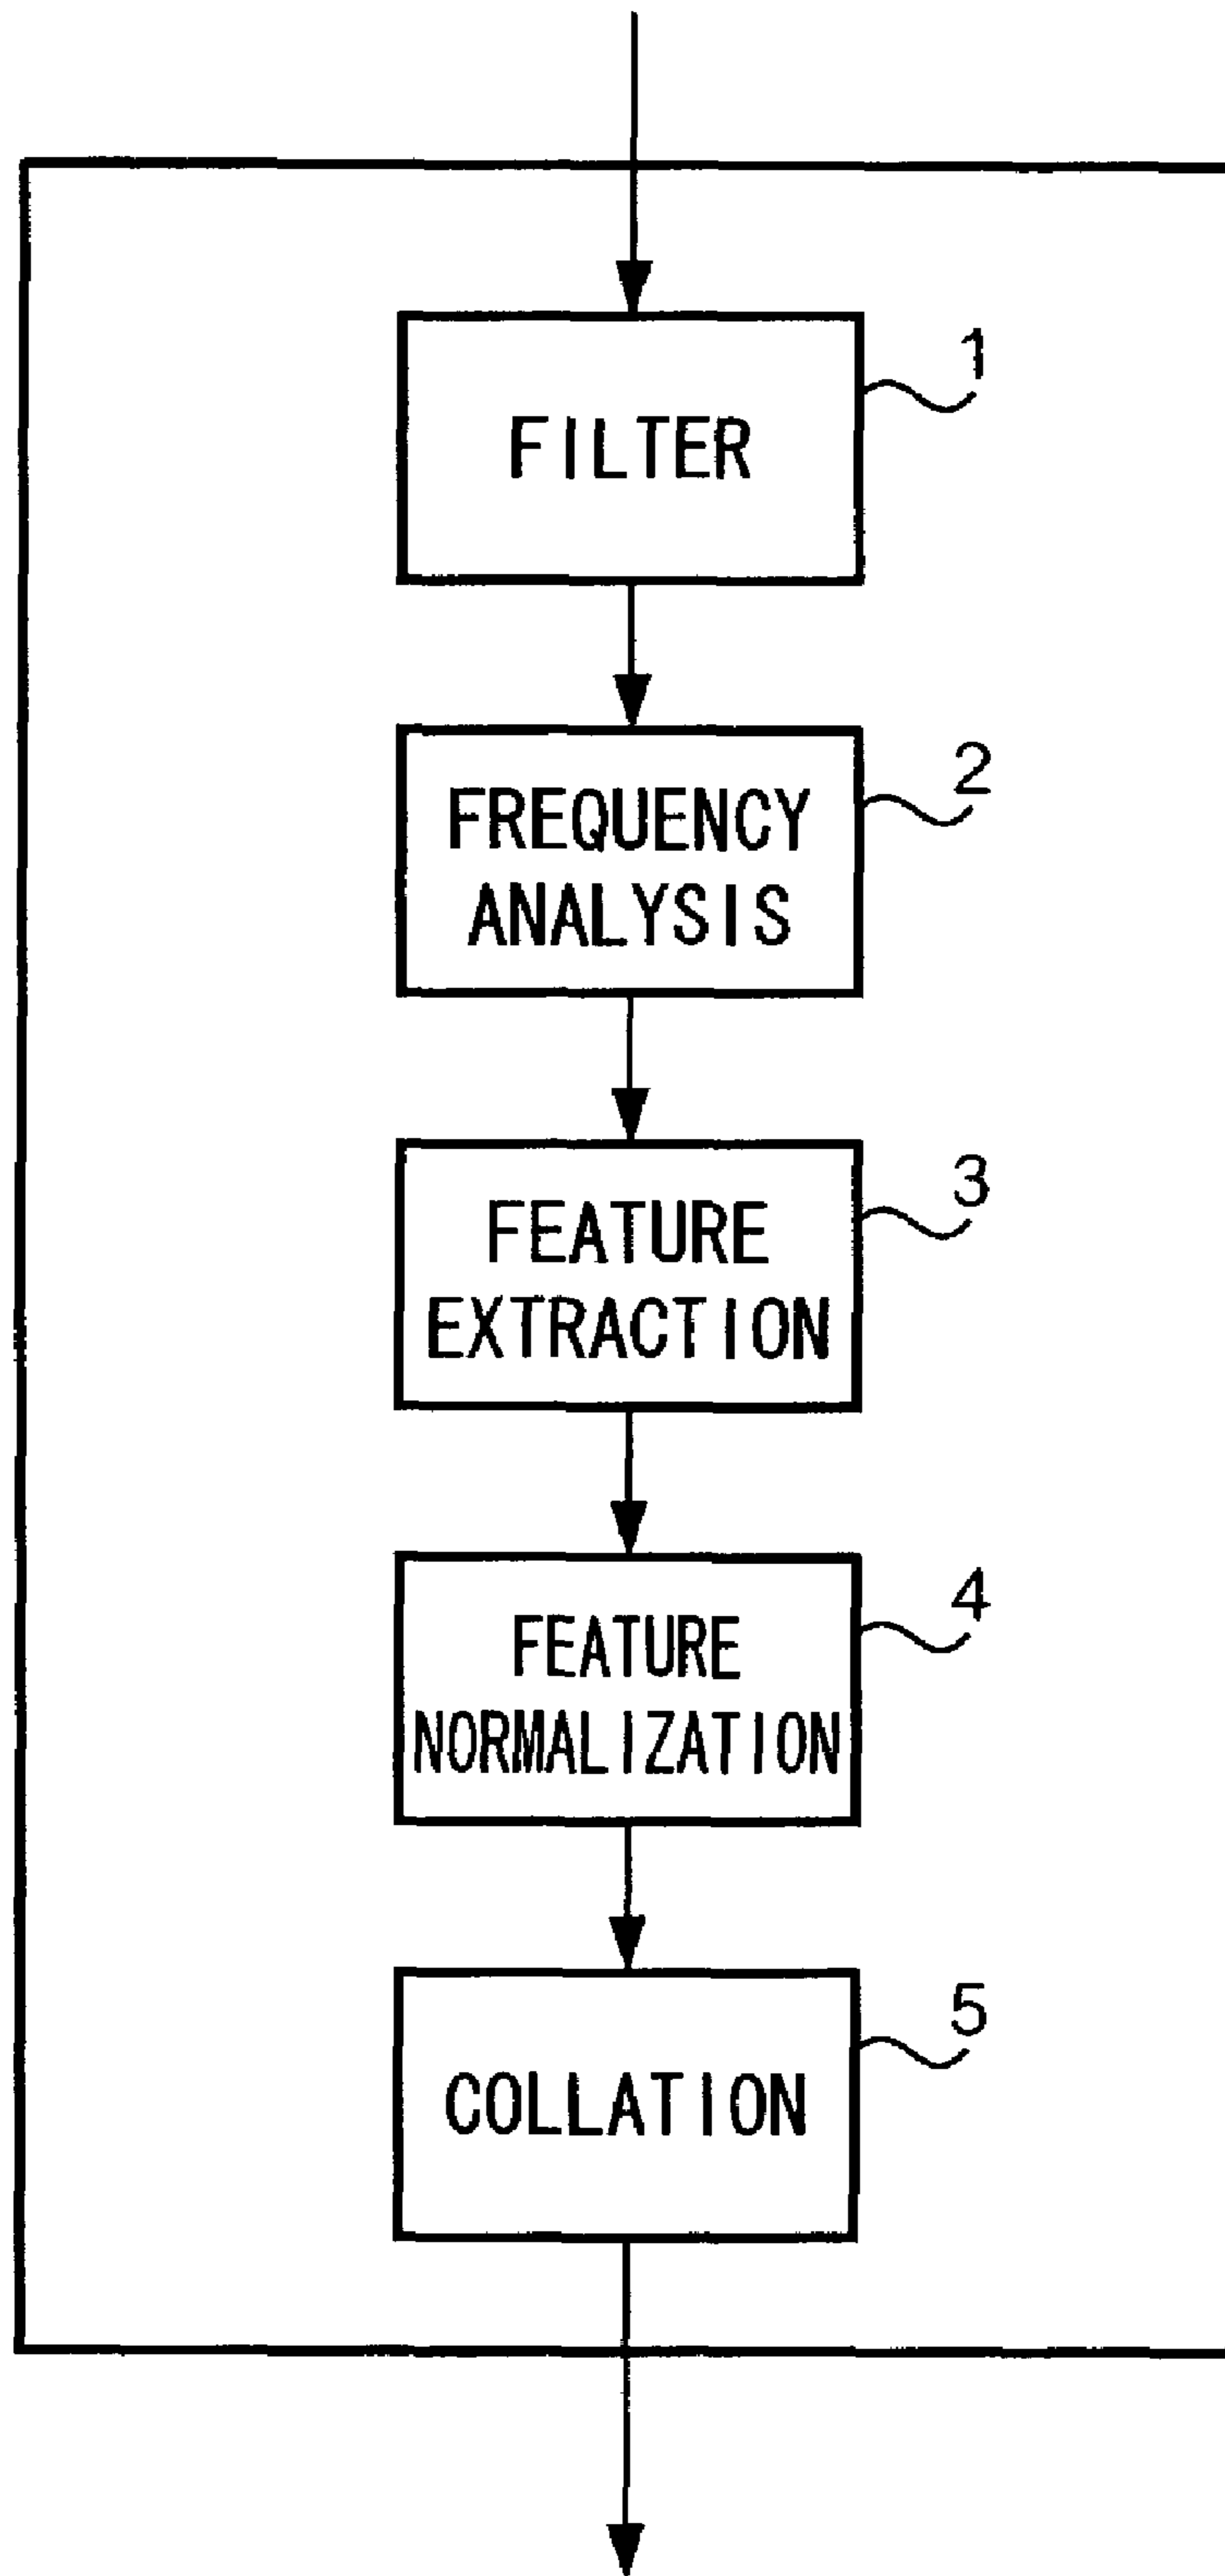 1
FILTER
2
FREQUENCY
ANALYSIS
3
FEATURE
EXTRACTION
4
FEATURE
NORMALIZATION
5
COLLATION